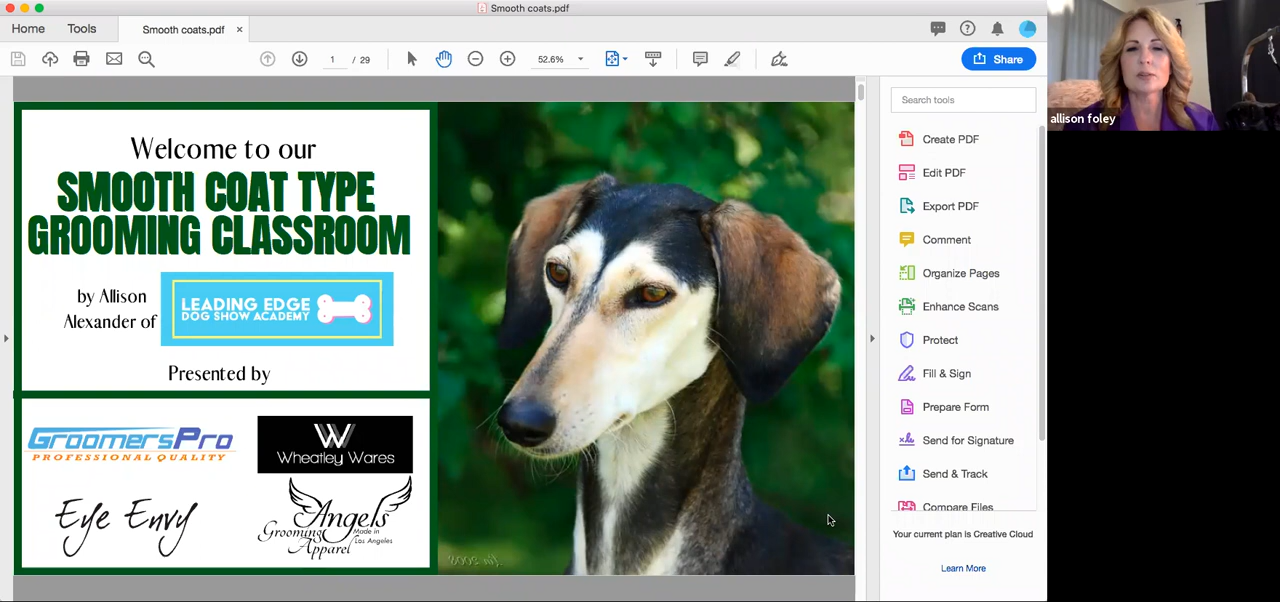 Smooth coats.pdf
Home
Tools
Smooth coats.pdf ×
1 / 29
52.6%
Share
Search tools
Create PDF
Edit PDF
Export PDF
Comment
Organize Pages
Enhance Scans
Protect
Fill & Sign
Prepare Form
Send for Signature
Send & Track
Compare Files
Your current plan is Creative Cloud
Learn More
allison foley
Welcome to our
SMOOTH COAT TYPE
GROOMING CLASSROOM
by Allison
Alexander of
LEADING EDGE
DOG SHOW ACADEMY
Presented by
GroomersPro
PROFESSIONAL QUALITY
W
Wheatley Wares
Eye Envy
Angels
Grooming
Made in
Los Angeles
Apparel